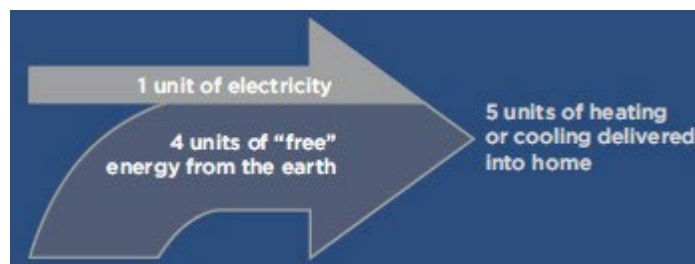 1 unit of electricity
4 units of “free”
energy from the earth
5 units of heating
or cooling delivered
into home